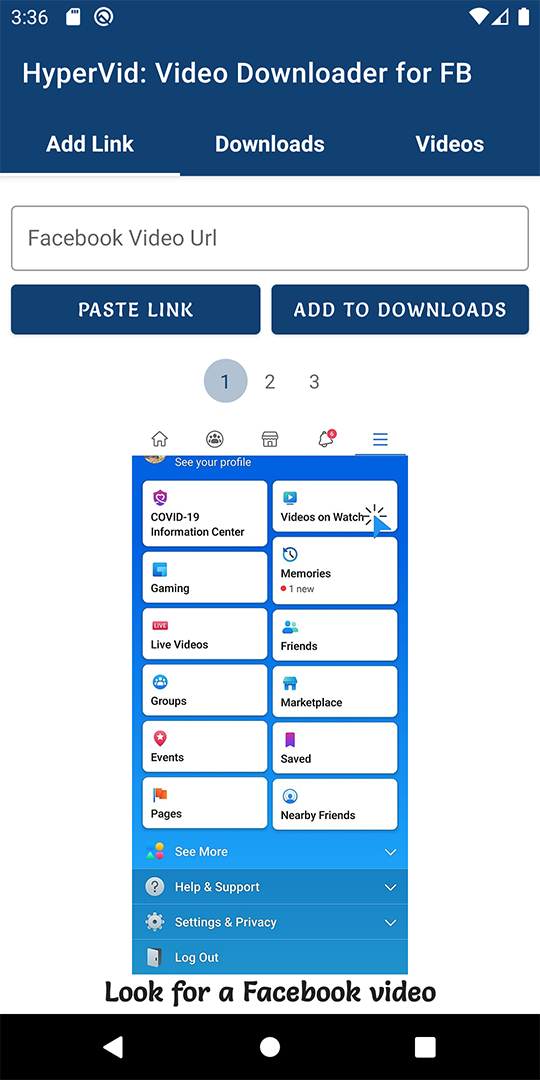 3:36
HyperVid: Video Downloader for FB
Add Link Downloads Videos
Facebook Video Url
PASTE LINK ADD TO DOWNLOADS
1 2 3
6
See your profile
COVID-19
Information Center
Videos on Watch
Memories
1 new
Gaming
LIVE
Live Videos
Friends
Groups
Marketplace
Events
Saved
Pages
Nearby Friends
See More
? Help & Support
Settings & Privacy
Log Out
Look for a Facebook video